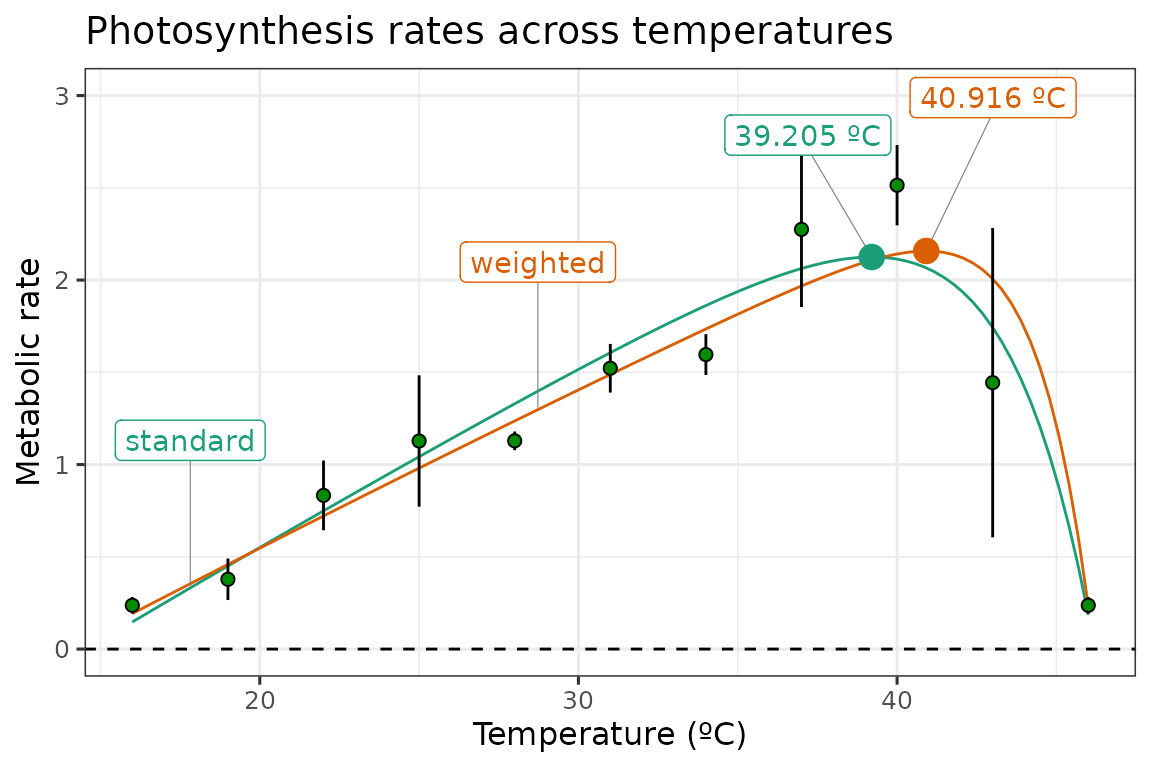 Photosynthesis rates across temperatures
3
40.916 ºC
39.205 ºC
weighted
2
Metabolic rate
standard
1
0
20
30
40
Temperature (ºC)